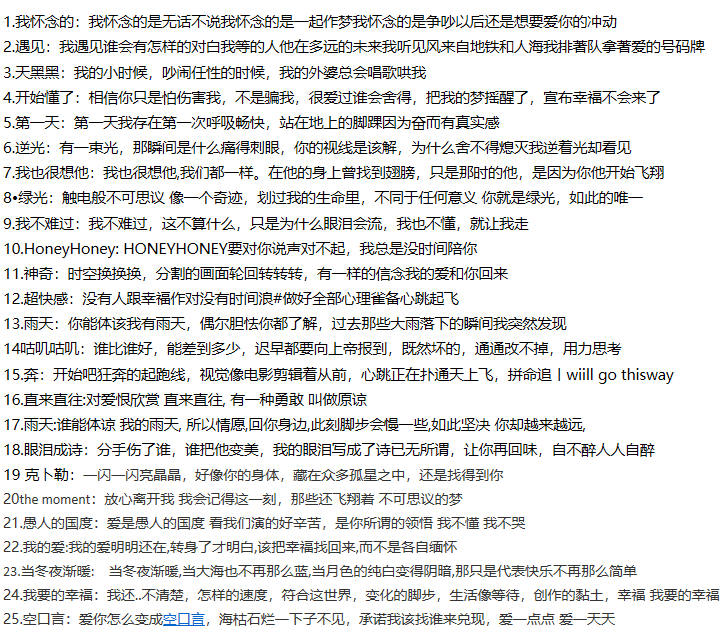 1.我怀念的：我怀念的是无话不说我怀念的是一起作梦我怀念的是争吵以后还是想要爱你的冲动
2.遇见：我遇见谁会有怎样的对白我等的人他在多远的未来我听见风来自地铁和人海我排著队拿著爱的号码牌
3.天黑黑：我的小时候，吵闹任性的时候，我的外婆总会唱歌哄我
4.开始懂了：相信你只是怕伤害我，不是骗我，很爱过谁会舍得，把我的梦摇醒了，宣布幸福不会来了
5.第一天：第一天我存在第一次呼吸畅快，站在地上的脚踝因为奋而有真实感
6.逆光：有一束光，那瞬间是什么痛得刺眼，你的视线是该解，为什么舍不得熄灭我逆着光却看见
7.我也很想他：我也很想他,我们都一样。在他的身上曾找到翅膀，只是那时的他，是因为你他开始飞翔
8•绿光：触电般不可思议 像一个奇迹，划过我的生命里，不同于任何意义 你就是绿光，如此的唯一
9.我不难过：我不难过，这不算什么，只是为什么眼泪会流，我也不懂，就让我走
10.HoneyHoney: HONEYHONEY要对你说声对不起，我总是没时间陪你
11.神奇：时空换换换，分割的画面轮回转转转，有一样的信念我的爱和你回来
12.超快感：没有人跟幸福作对没有时间浪#做好全部心理雀备心跳起飞
13.雨天：你能体该我有雨天，偶尔胆怯你都了解，过去那些大雨落下的瞬间我突然发现
14咕叽咕叽：谁比谁好，能差到多少，迟早都要向上帝报到，既然坏的，通通改不掉，用力思考
15.奔：开始吧狂奔的起跑线，视觉像电影剪辑着从前，心跳正在扑通天上飞，拼命追丨wiill go thisway
16.直来直往:对爱恨欣赏 直来直往, 有一种勇敢 叫做原谅
17.雨天:谁能体谅 我的雨天, 所以情愿,回你身边,此刻脚步会慢一些,如此坚决 你却越来越远,
18.眼泪成诗：分手伤了谁，谁把他变美，我的眼泪写成了诗已无所谓，让你再回味，自不醉人人自醉
19 克卜勒：一闪一闪亮晶晶，好像你的身体，藏在众多孤星之中，还是找得到你
20the moment：放心离开我 我会记得这一刻，那些还飞翔着 不可思议的梦
21.愚人的国度：爱是愚人的国度 看我们演的好辛苦，是你所谓的领悟 我不懂 我不哭
22.我的爱:我的爱明明还在,转身了才明白,该把幸福找回来,而不是各自缅怀
23.当冬夜渐暖:　当冬夜渐暖,当大海也不再那么蓝,当月色的纯白变得阴暗,那只是代表快乐不再那么简单
24.我要的幸福：我还..不清楚，怎样的速度，符合这世界，变化的脚步，生活像等待，创作的黏土，幸福 我要的幸福
25.空口言：爱你怎么变成空口言，海枯石烂一下子不见，承诺我该找谁来兑现，爱一点点 爱一天天